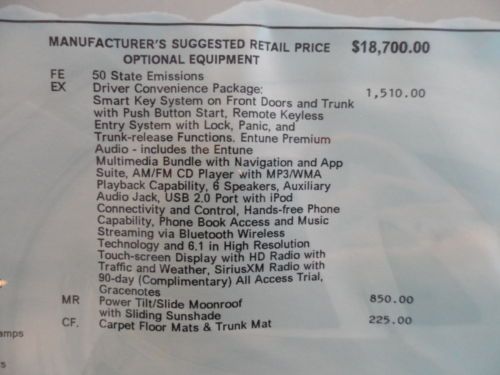 MANUFACTURER'S SUGGESTED RETAIL PRICE $18,700.00
OPTIONAL EQUIPMENT
FE 50 State Emissions
EX Driver Convenience Package: 1,510.00
Smart Key System on Front Doors and Trunk
with Push Button Start, Remote Keyless
Entry System with Lock, Panic, and
Trunk-release Functions. Entune Premium
Audio - includes the Entune
Multimedia Bundle with Navigation and App
Suite, AM/FM CD Player with MP3/WMA
Playback Capability, 6 Speakers, Auxiliary
Audio Jack, USB 2.0 Port with iPod
Connectivity and Control, Hands-free Phone
Capability, Phone Book Access and Music
Streaming via Bluetooth Wireless
Technology and 6.1 in High Resolution
Touch-screen Display with HD Radio with
Traffic and Weather, SiriusXM Radio with
90-day (Complimentary) All Access Trial,
Gracenotes
MR Power Tilt/Slide Moonroof 850.00
with Sliding Sunshade
CF. Carpet Floor Mats & Trunk Mat 225.00